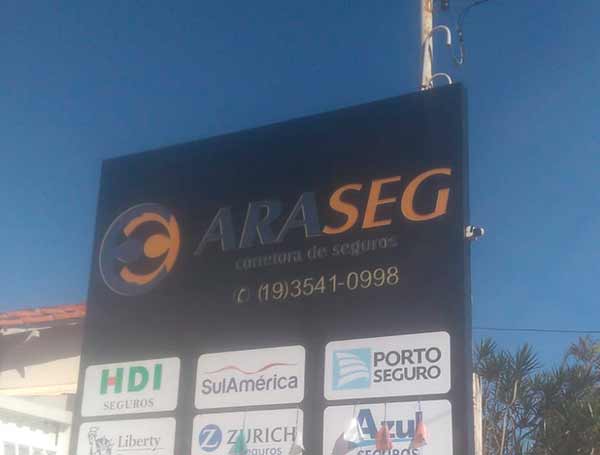 ARASEG
corretora de seguros
(19)3541-0998
HDI
SEGUROS
SulAmérica
PORTO
SEGURO
Liberty
ZURICH
seguros
Azul
SEGUROS